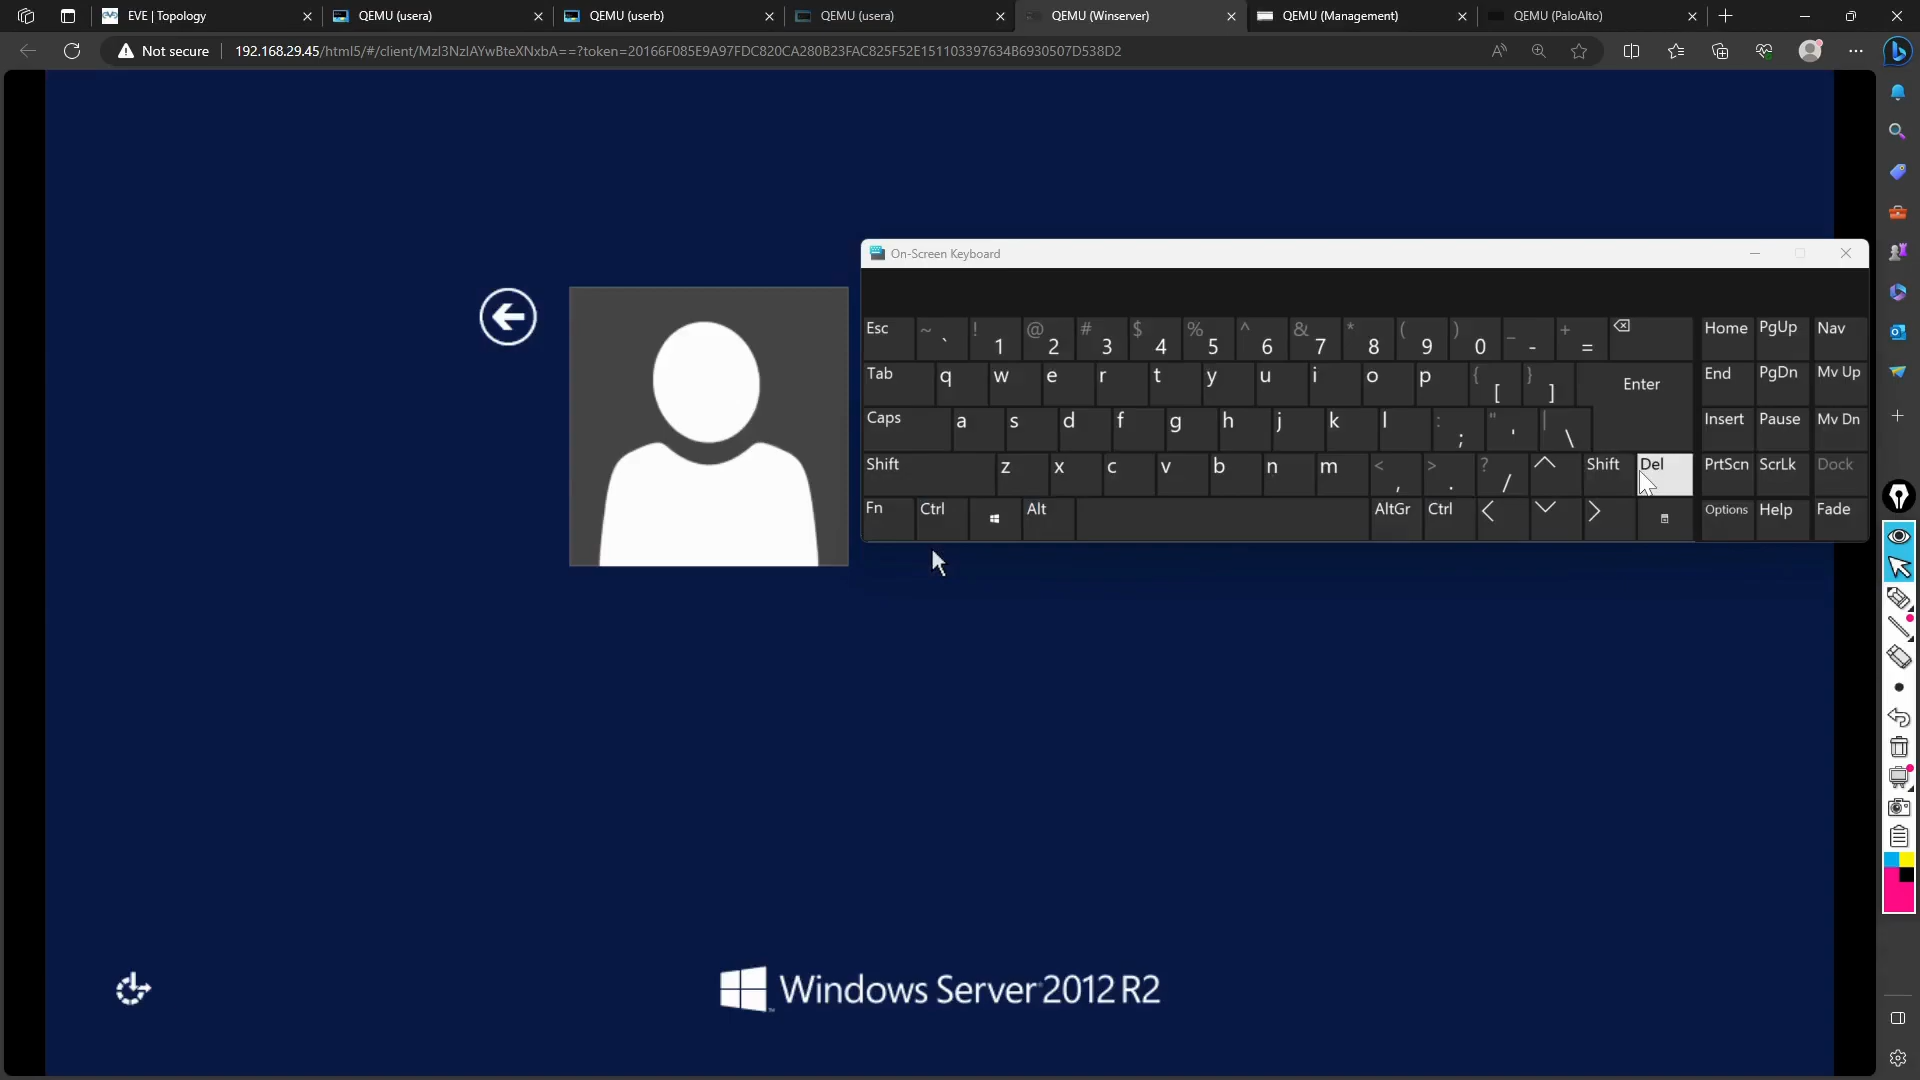 EVE | Topology
QEMU (usera)
QEMU (userb)
QEMU (usera)
QEMU (Winserver)
QEMU (Management)
QEMU (PaloAlto)
Not secure
192.168.29.45/html5/#/client/MzI3NzIAYwBteXNxbA==?token=20166F085E9A97FDC820CA280B23FAC825F52E151103397634B6930507D538D2
On-Screen Keyboard
Esc ~ ` ! 1 @ 2 # 3 $ 4 % 5 ^ 6 & 7 * 8 ( 9 ) 0 _ - + = Home PgUp Nav
Tab q w e r t y u i o p { [ } ] Enter End PgDn Mv Up
Caps a s d f g h j k l : ; " ' | \ Insert Pause Mv Dn
Shift z x c v b n m < , > . ? / Shift Del PrtScn ScrLk Dock
Fn Ctrl Alt AltGr Ctrl Options Help Fade
Windows Server 2012 R2